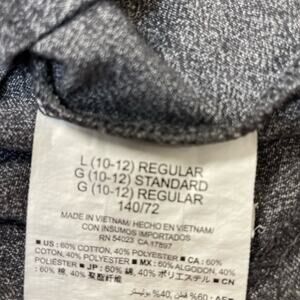 L (10-12) REGULAR
G (10-12) STANDARD
G (10-12) REGULAR
140/72
MADE IN VIETNAM/ HECHO EN VIETNAM/
CON INSUMOS IMPORTADOS
RN 54023 CA 17897
■ US: 60% COTTON, 40% POLYESTER ■ CA: 60%
COTON, 40% POLYESTER ■ MX: 60% ALGODON, 40%
POLIÉSTER ■ JP: 60% 綿, 40% ポリエステル ■ CN
: 60% 棉, 40% 聚酯纤维